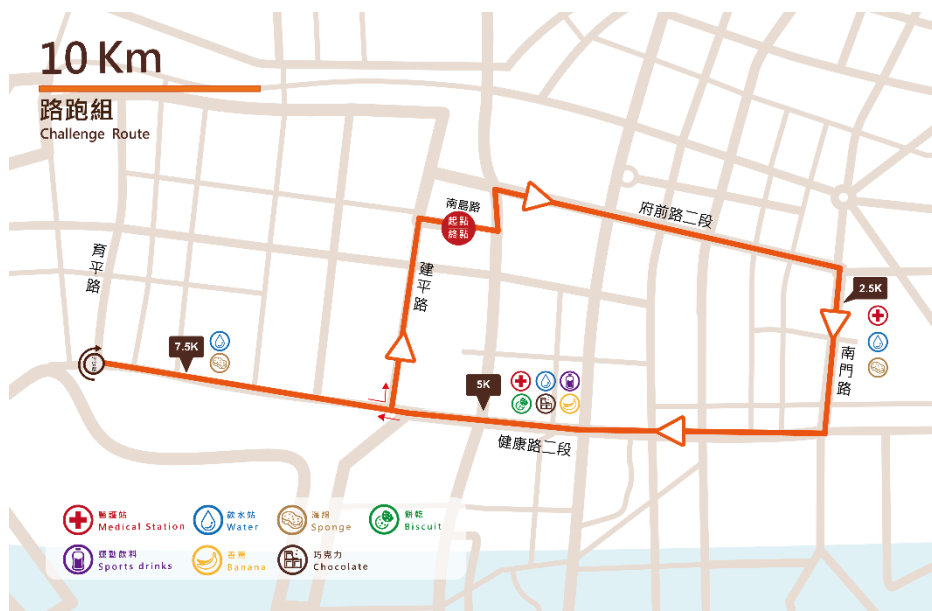 10 Km
路跑組
Challenge Route
南島路
起點
終點
府前路二段
育平路
建平路
2.5K
南門路
7.5K
5K
健康路二段
醫護站
Medical Station
飲水站
Water
海綿
Sponge
餅乾
Biscuit
運動飲料
Sports drinks
香蕉
Banana
巧克力
Chocolate